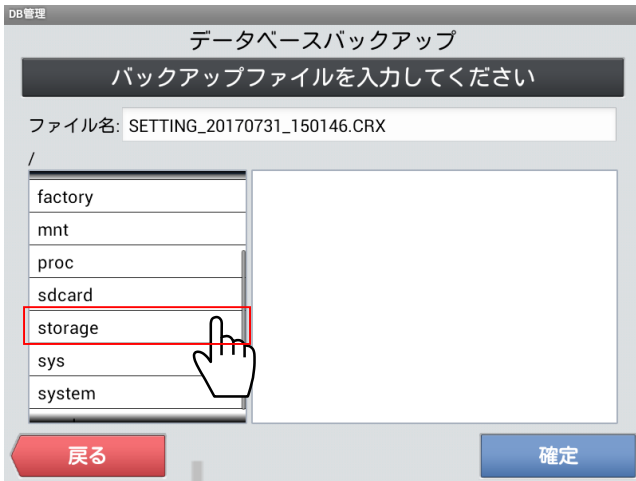 DB管理
データベースバックアップ
バックアップファイルを入力してください
ファイル名: SETTING_20170731_150146.CRX
/
factory
mnt
proc
sdcard
storage
sys
system
戻る
確定